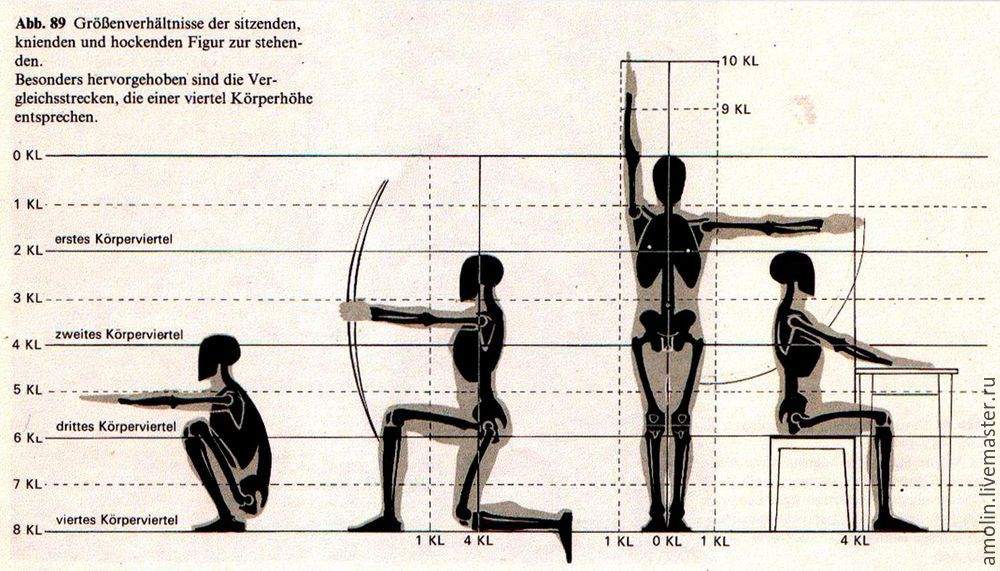 Abb. 89 Größenverhältnisse der sitzenden,
knienden und hockenden Figur zur stehen-
den.
Besonders hervorgehoben sind die Ver-
gleichsstrecken, die einer viertel Körperhöhe
entsprechen.
10 KL
9 KL
0 KL
1 KL
erstes Körperviertel
2 KL
3 KL
zweites Körperviertel
4 KL
5 KL
drittes Körperviertel
6 KL
7 KL
viertes Körperviertel
8 KL
1 KL 4 KL 1 KL 0 KL 1 KL 4 KL
amolin.livemaster.ru